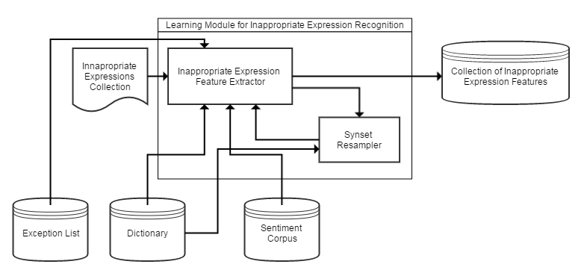 Learning Module for Inappropriate Expression Recognition
Innapropriate
Expressions
Collection
Inappropriate Expression
Feature Extractor
Collection of Inappropriate
Expression Features
Synset
Resampler
Exception List
Dictionary
Sentiment
Corpus